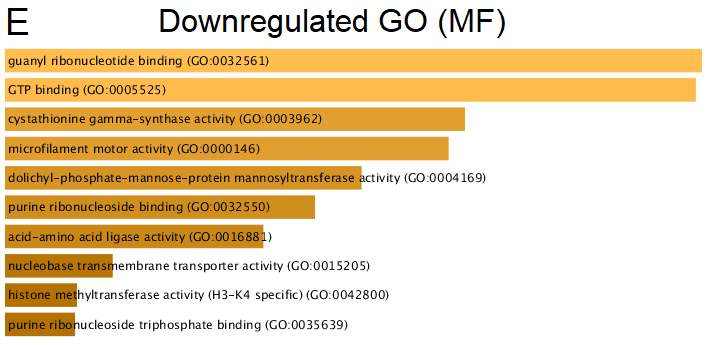 E
Downregulated GO (MF)
guanyl ribonucleotide binding (GO:0032561)
GTP binding (GO:0005525)
cystathionine gamma-synthase activity (GO:0003962)
microfilament motor activity (GO:0000146)
dolichyl-phosphate-mannose-protein mannosyltransferase activity (GO:0004169)
purine ribonucleoside binding (GO:0032550)
acid-amino acid ligase activity (GO:0016881)
nucleobase transmembrane transporter activity (GO:0015205)
histone methyltransferase activity (H3-K4 specific) (GO:0042800)
purine ribonucleoside triphosphate binding (GO:0035639)